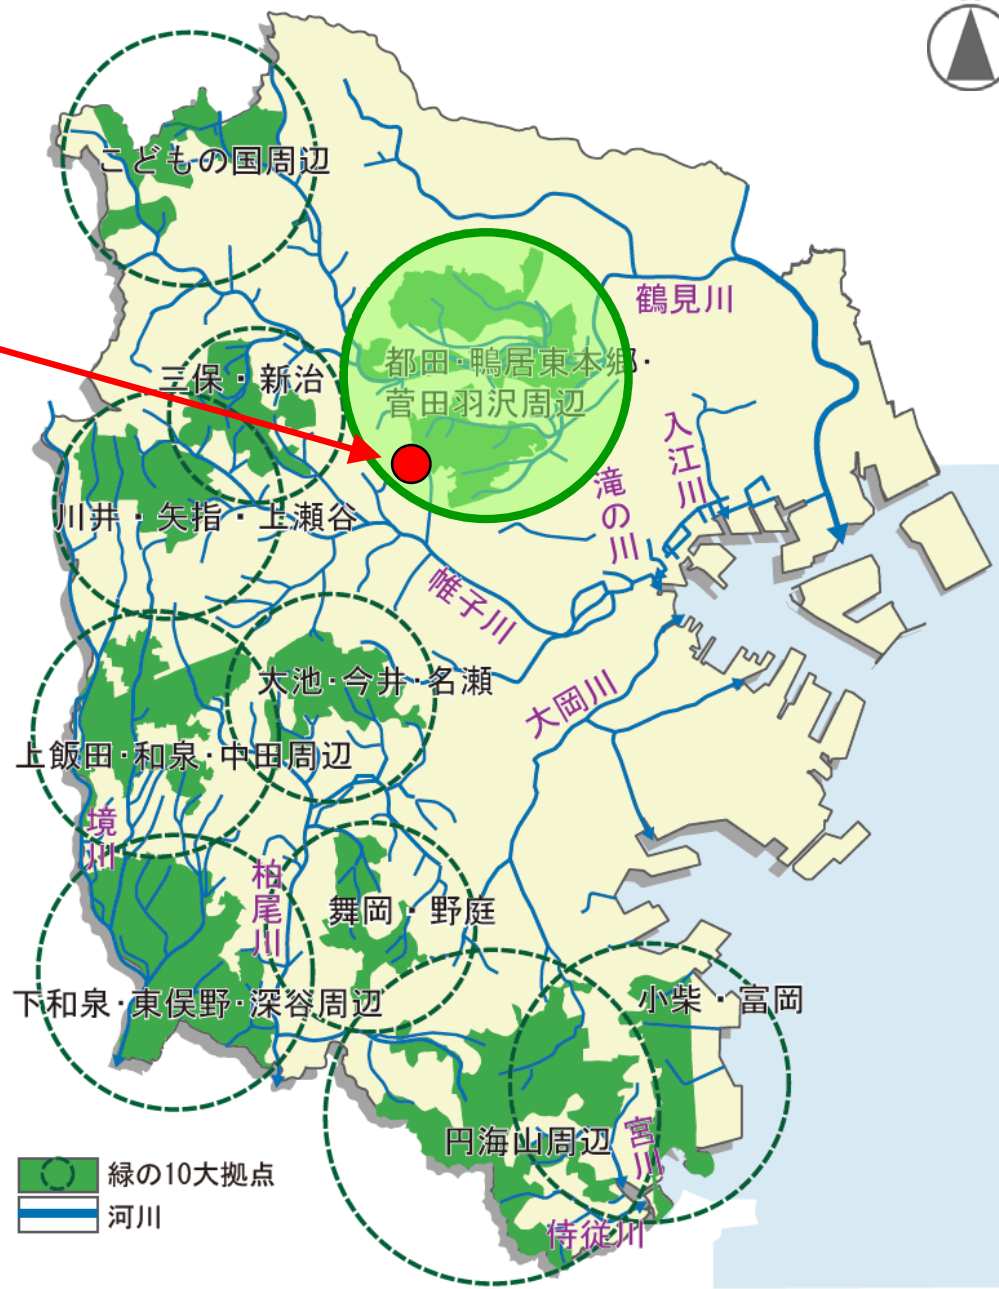 こどもの国周辺
鶴見川
都田・鴨居東本郷・
菅田羽沢周辺
三保・新治
入江川
滝の川
川井・矢指・上瀬谷
帷子川
大池・今井・名瀬
大岡川
上飯田・和泉・中田周辺
境川
柏尾川
舞岡・野庭
下和泉・東俣野・深谷周辺
小柴・富岡
円海山周辺
宮川
侍従川
緑の10大拠点
河川